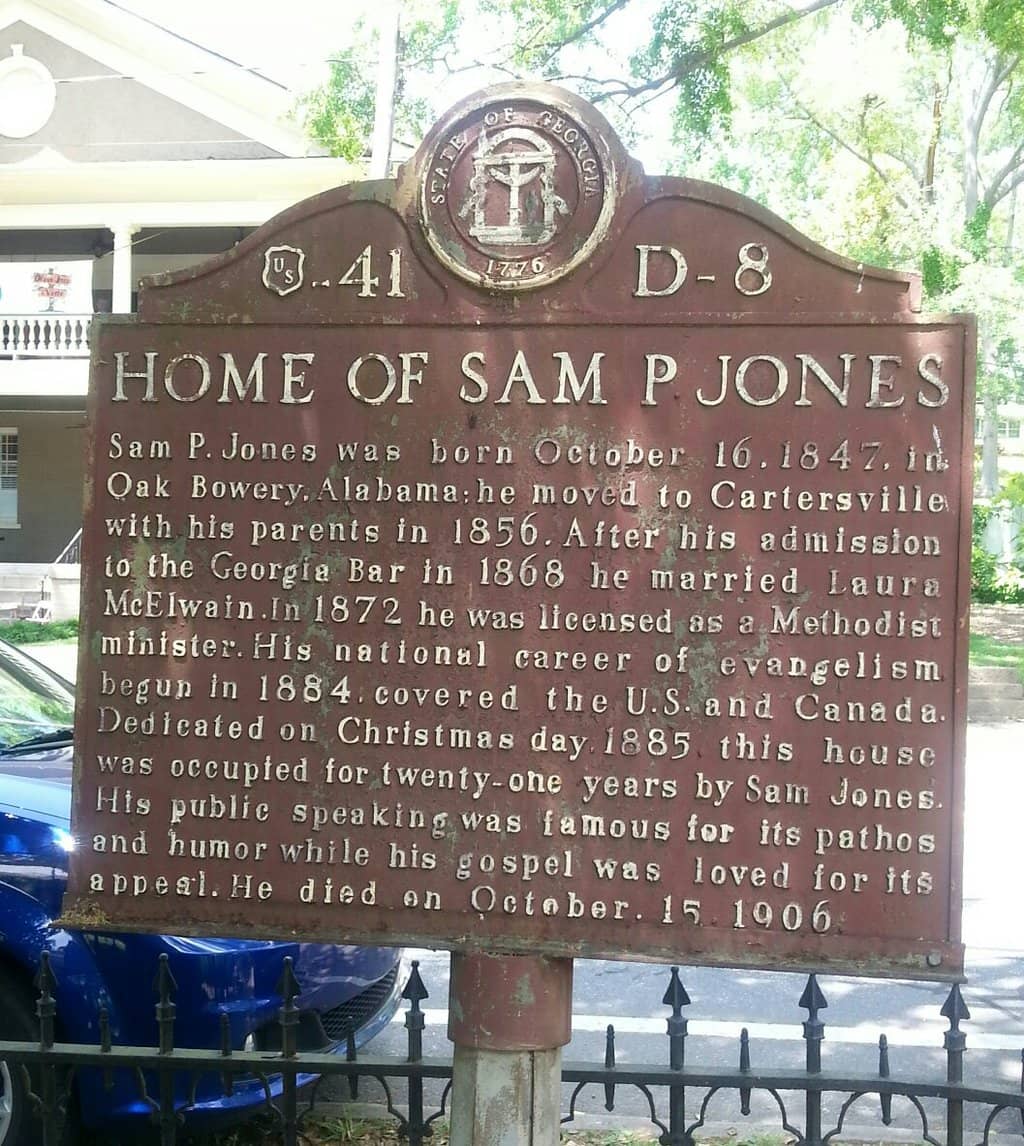 STATE OF GEORGIA
1776
US -41 D-8
HOME OF SAM P JONES
Sam P. Jones was born October 16, 1847, in
Oak Bowery, Alabama; he moved to Cartersville
with his parents in 1856. After his admission
to the Georgia Bar in 1868 he married Laura
McElwain. In 1872 he was licensed as a Methodist
minister. His national career of evangelism
begun in 1884, covered the U.S. and Canada.
Dedicated on Christmas day, 1885, this house
was occupied for twenty-one years by Sam Jones.
His public speaking was famous for its pathos
and humor while his gospel was loved for its
appeal. He died on October. 15, 1906